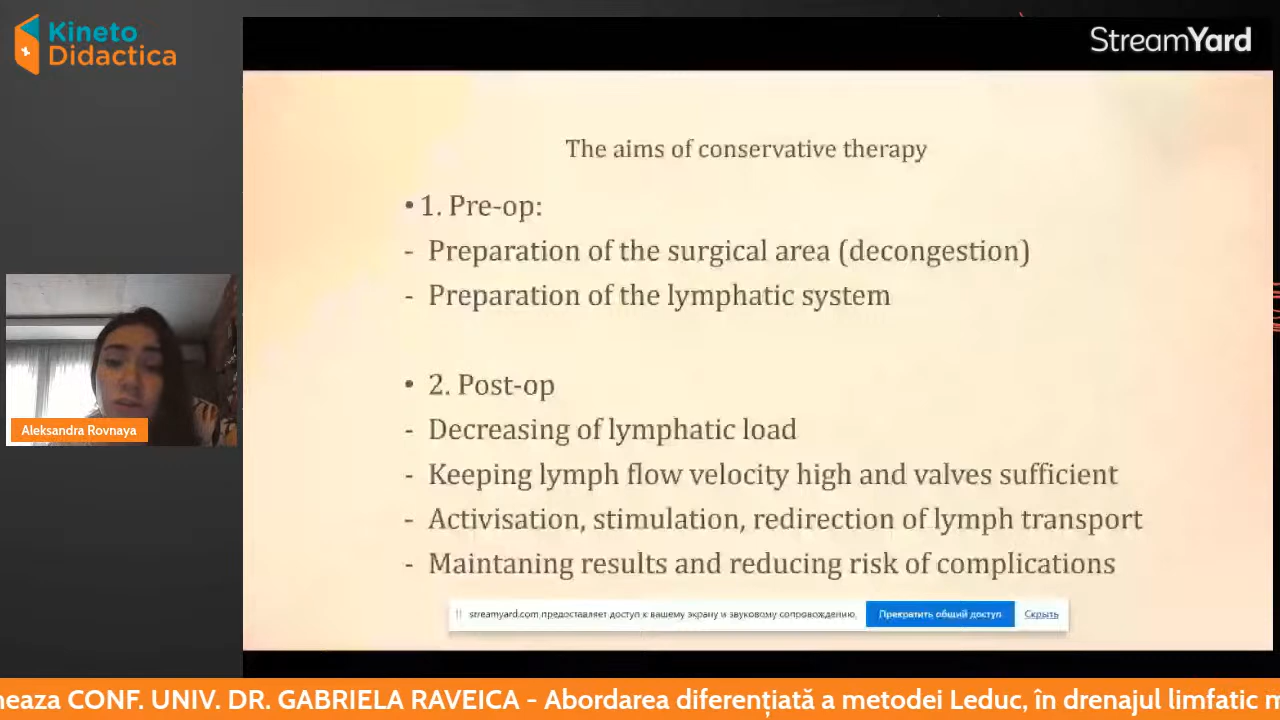 Kineto
Didactica
StreamYard
The aims of conservative therapy
• 1. Pre-op:
- Preparation of the surgical area (decongestion)
- Preparation of the lymphatic system
• 2. Post-op
- Decreasing of lymphatic load
- Keeping lymph flow velocity high and valves sufficient
- Activisation, stimulation, redirection of lymph transport
- Maintaning results and reducing risk of complications
Aleksandra Rovnaya
streamyard.com предоставляет доступ к вашему экрану и звуковому сопровождению. Прекратить общий доступ Скрыть
CONF. UNIV. DR. GABRIELA RAVEICA - Abordarea diferențiată a metodei Leduc, în drenajul limfatic